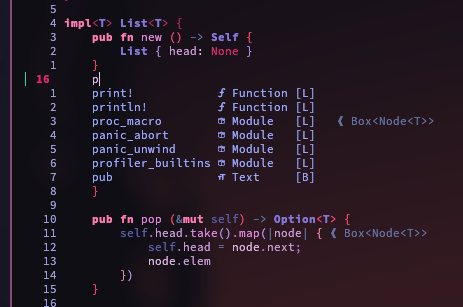 5
4 impl<T> List<T> {
3 pub fn new () -> Self {
2 List { head: None }
1 }
16 p
1 print! Function [L]
2 println! Function [L]
3 proc_macro Module [L] 《 Box<Node<T>>
4 panic_abort Module [L]
5 panic_unwind Module [L]
6 profiler_builtins Module [L]
7 pub Text [B]
8 }
9
10 pub fn pop (&mut self) -> Option<T> {
11 self.head.take().map(|node| { 《 Box<Node<T>>
12 self.head = node.next;
13 node.elem
14 })
15 }
16